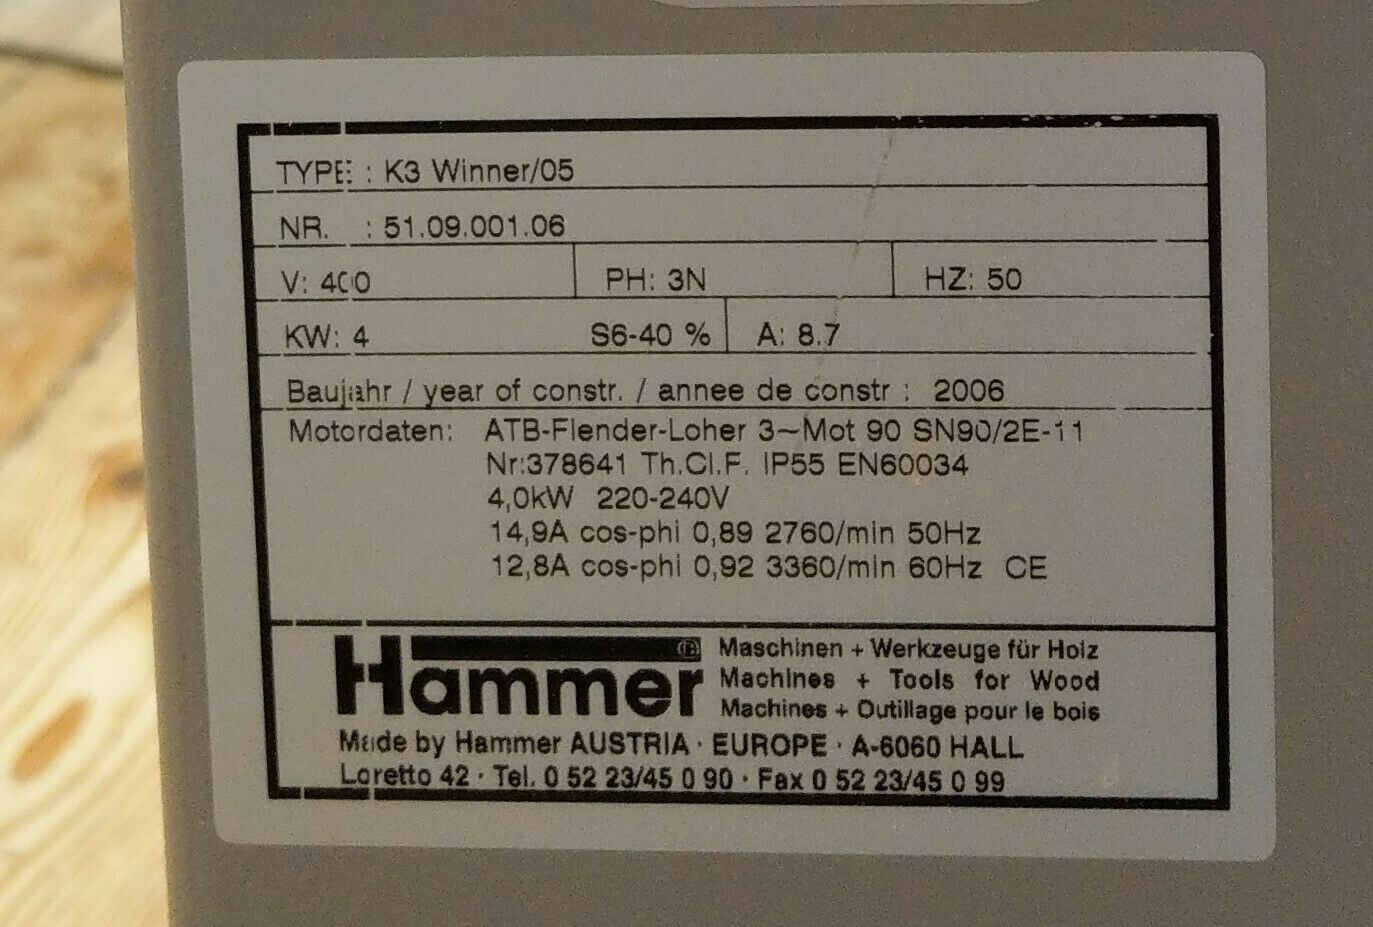 TYPE : K3 Winner/05
NR. : 51.09.001.06
V: 400 PH: 3N HZ: 50
KW: 4 S6-40 % A: 8.7
Baujahr / year of constr. / annee de constr : 2006
Motordaten: ATB-Flender-Loher 3~Mot 90 SN90/2E-11
Nr:378641 Th.Cl.F. IP55 EN60034
4,0kW 220-240V
14,9A cos-phi 0,89 2760/min 50Hz
12,8A cos-phi 0,92 3360/min 60Hz CE
Hammer ®
Maschinen + Werkzeuge für Holz
Machines + Tools for Wood
Machines + Outillage pour le bois
Made by Hammer AUSTRIA · EUROPE · A-6060 HALL
Loretto 42 · Tel. 0 52 23/45 0 90 · Fax 0 52 23/45 0 99